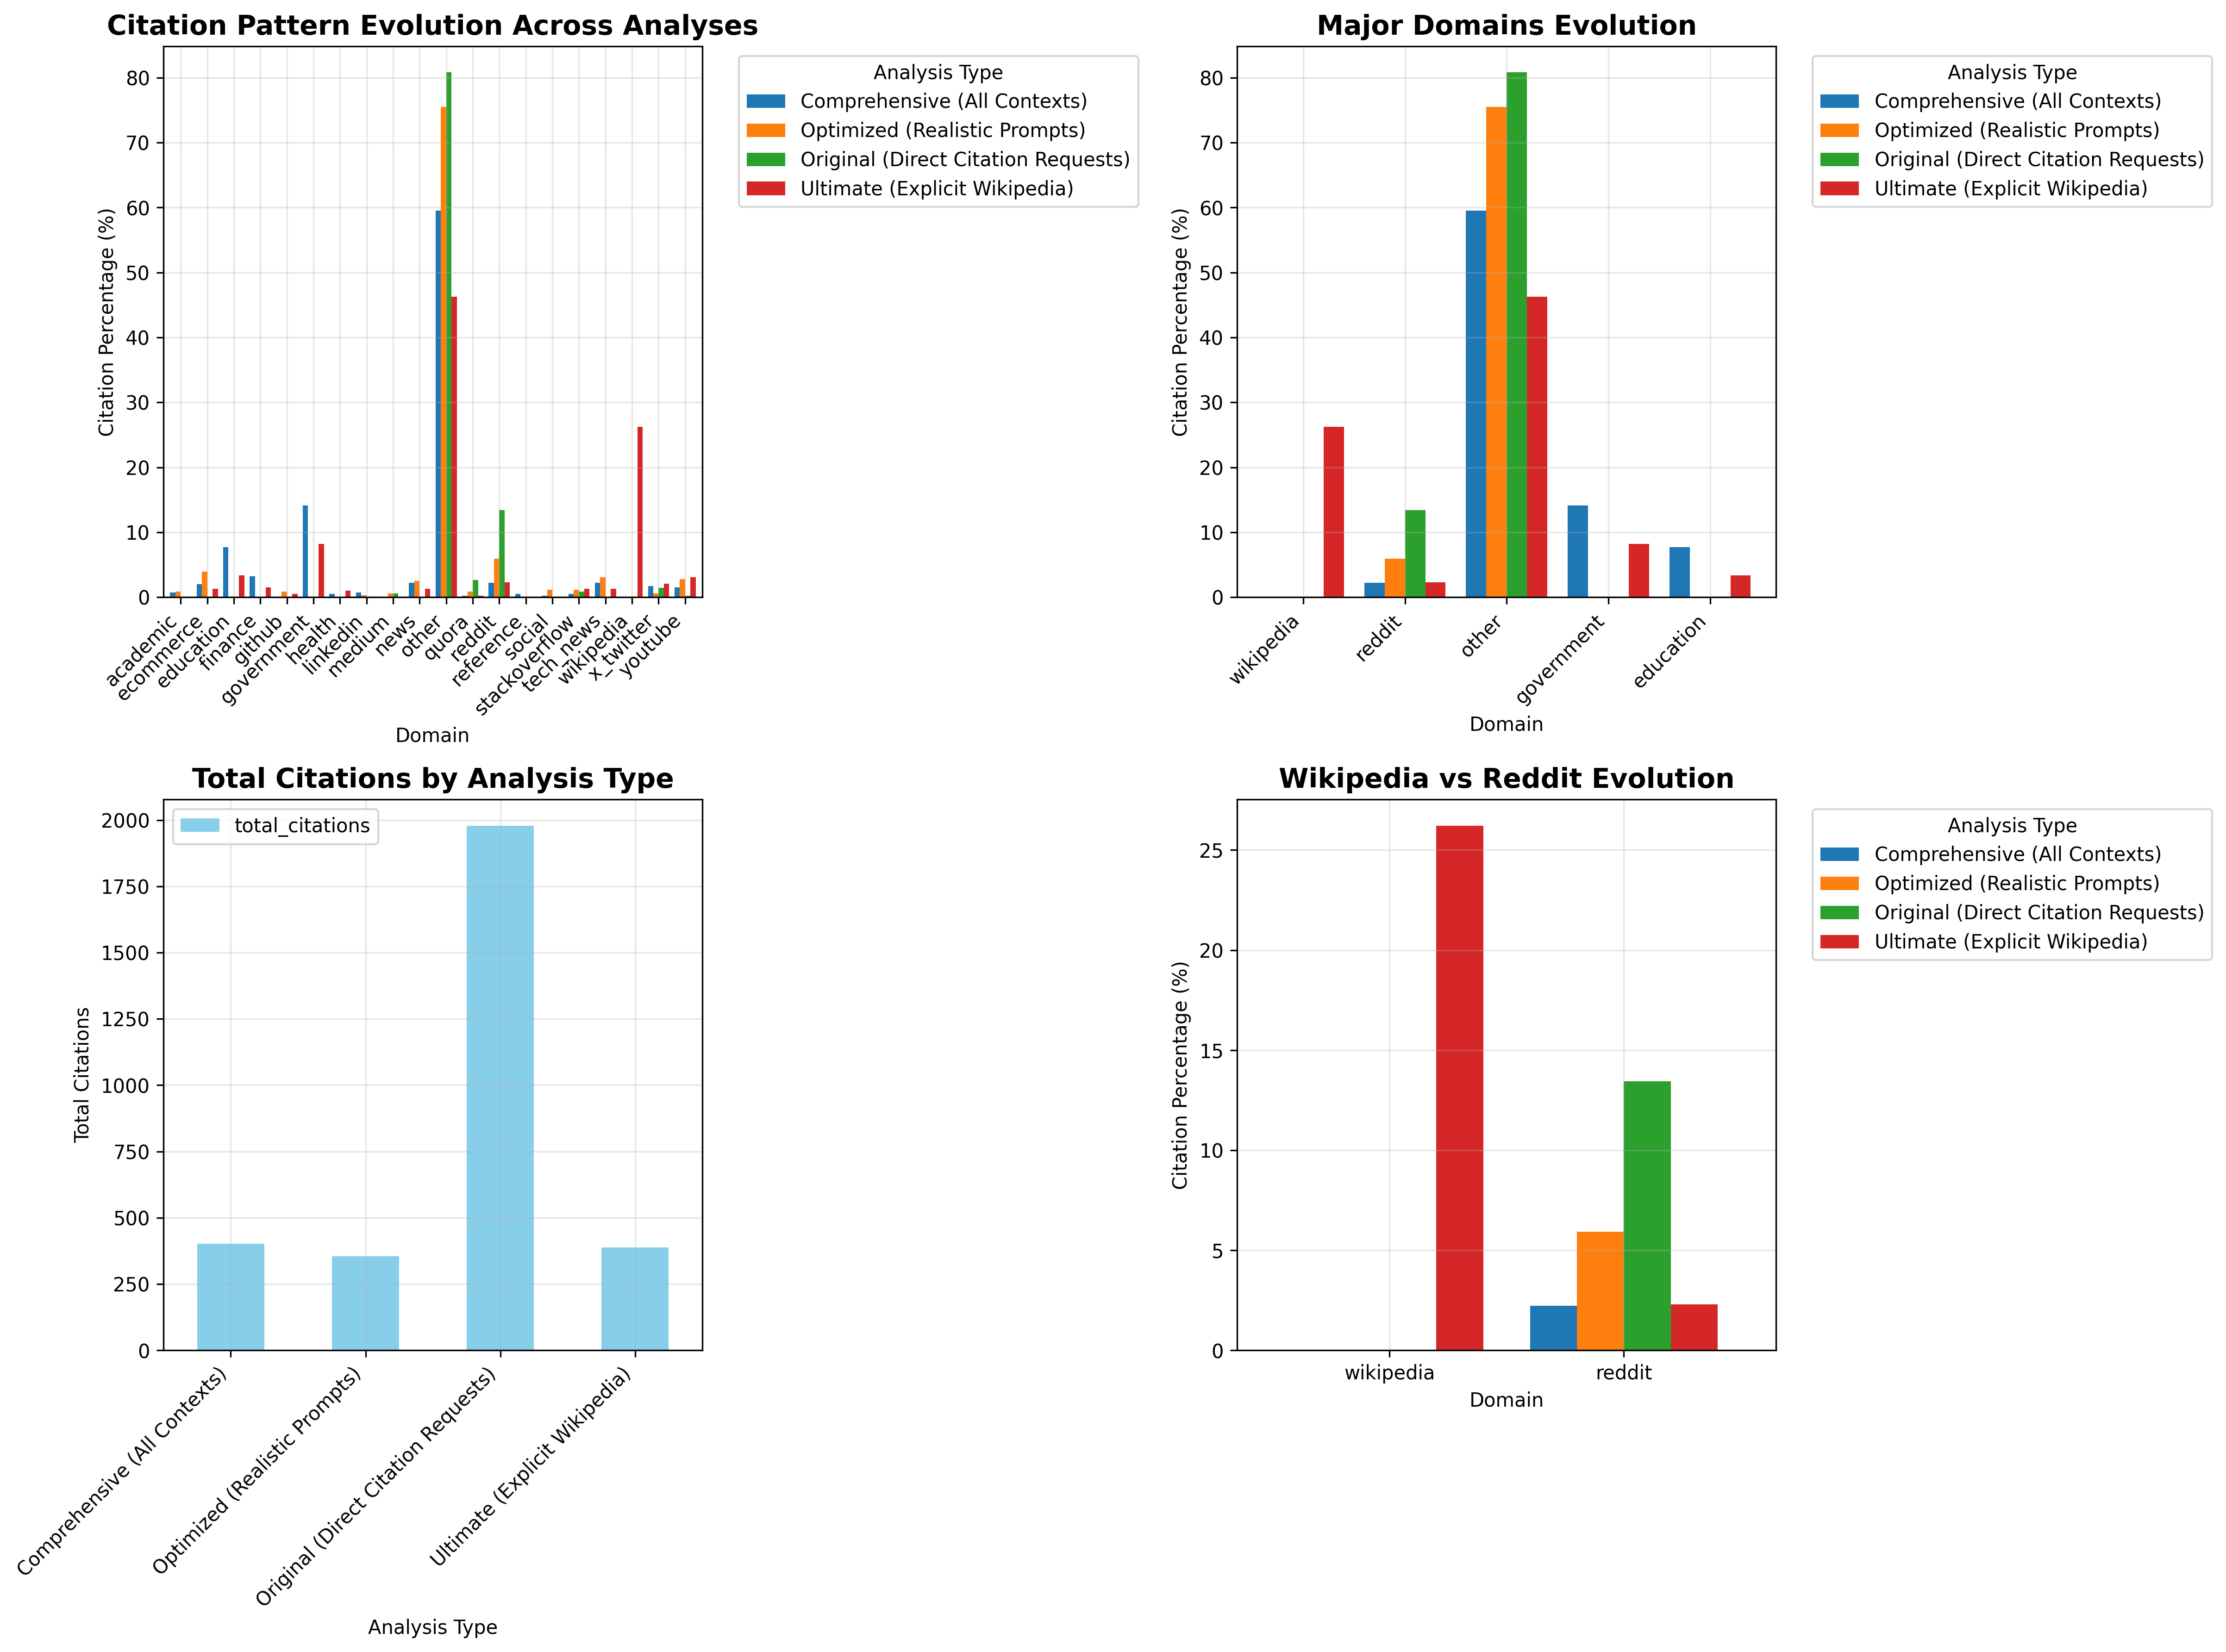 Citation Pattern Evolution Across Analyses
Citation Percentage (%)
80
70
60
50
40
30
20
10
0
academic
ecommerce
education
finance
github
government
health
linkedin
medium
news
other
quora
reddit
reference
social
stackoverflow
tech_news
wikipedia
x_twitter
youtube
Domain
Analysis Type
Comprehensive (All Contexts)
Optimized (Realistic Prompts)
Original (Direct Citation Requests)
Ultimate (Explicit Wikipedia)
Major Domains Evolution
Citation Percentage (%)
80
70
60
50
40
30
20
10
0
wikipedia
reddit
other
government
education
Domain
Analysis Type
Comprehensive (All Contexts)
Optimized (Realistic Prompts)
Original (Direct Citation Requests)
Ultimate (Explicit Wikipedia)
Total Citations by Analysis Type
total_citations
Total Citations
2000
1750
1500
1250
1000
750
500
250
0
Comprehensive (All Contexts)
Optimized (Realistic Prompts)
Original (Direct Citation Requests)
Ultimate (Explicit Wikipedia)
Analysis Type
Wikipedia vs Reddit Evolution
Citation Percentage (%)
25
20
15
10
5
0
wikipedia
reddit
Domain
Analysis Type
Comprehensive (All Contexts)
Optimized (Realistic Prompts)
Original (Direct Citation Requests)
Ultimate (Explicit Wikipedia)